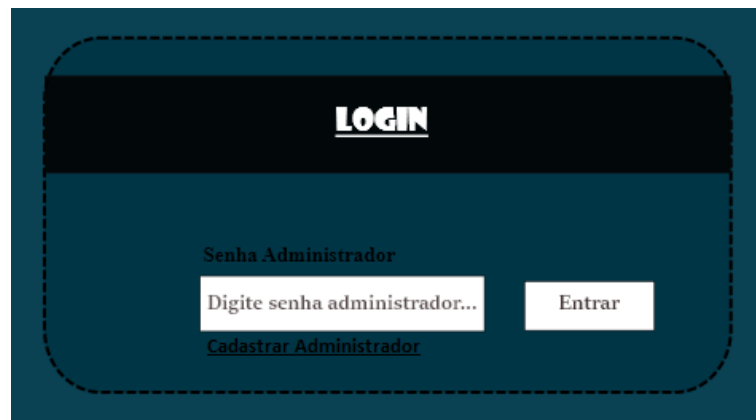 LOGIN
Senha Administrador
Digite senha administrador...
Entrar
Cadastrar Administrador